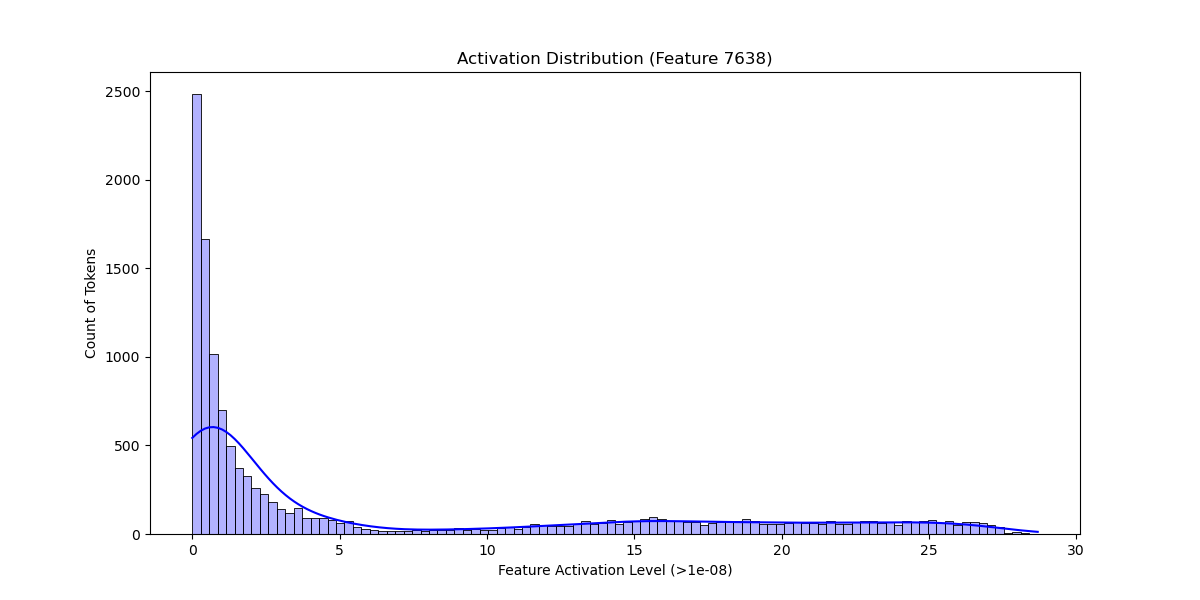 Activation Distribution (Feature 7638)
2500
2000
1500
1000
500
0
Count of Tokens
0 5 10 15 20 25 30
Feature Activation Level (>1e-08)